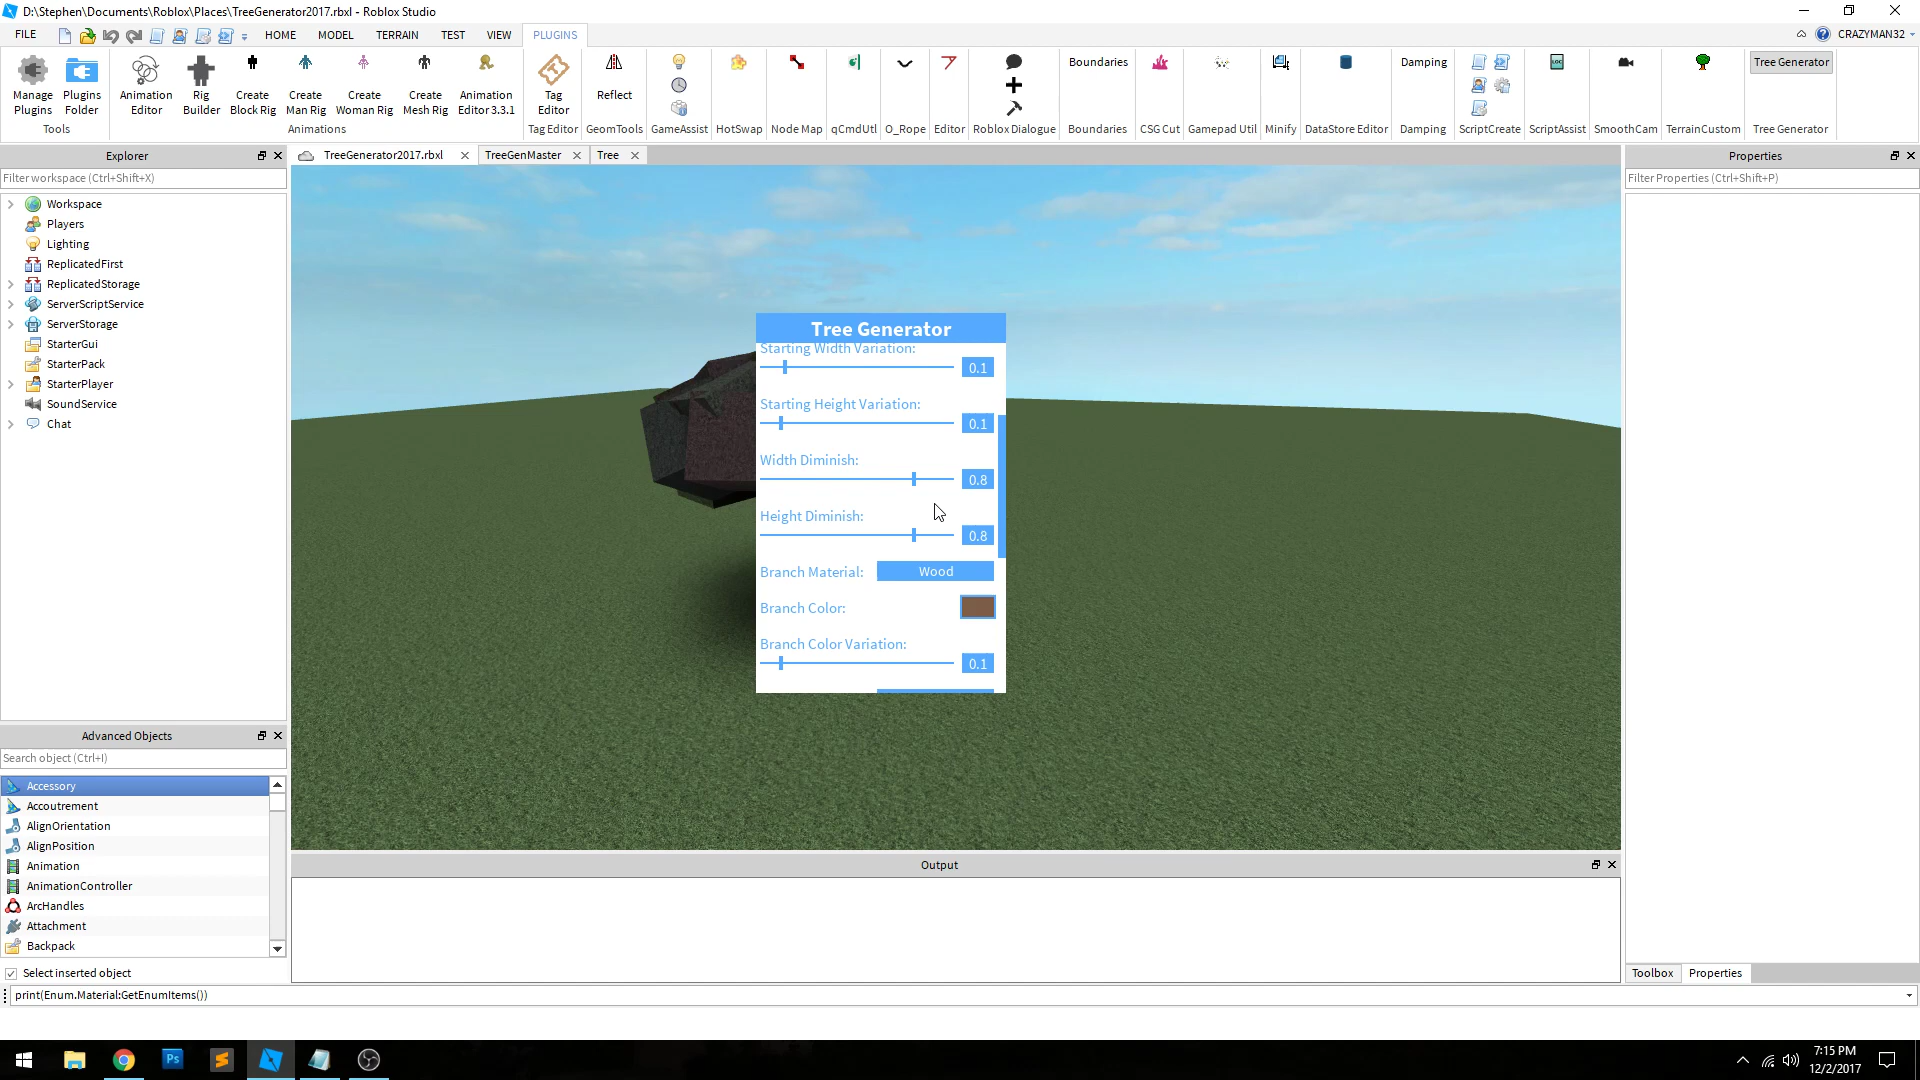 D:\Stephen\Documents\Roblox\Places\TreeGenerator2017.rbxl - Roblox Studio
FILE HOME MODEL TERRAIN TEST VIEW PLUGINS CRAZYMAN32
Manage Plugins
Plugins Folder
Tools
Animation Editor
Rig Builder
Create Block Rig
Create Man Rig
Create Woman Rig
Create Mesh Rig
Animation Editor 3.3.1
Animations
Tag Editor
Tag Editor
Reflect
GeomTools
GameAssist
HotSwap
Node Map
qCmdUtl
O_Rope
Editor
Roblox Dialogue
Boundaries
Boundaries
CSG Cut
Gamepad Util
Minify
DataStore Editor
Damping
Damping
ScriptCreate
LOC
ScriptAssist
SmoothCam
TerrainCustom
Tree Generator
Tree Generator
Explorer
Filter workspace (Ctrl+Shift+X)
Workspace
Players
Lighting
ReplicatedFirst
ReplicatedStorage
ServerScriptService
ServerStorage
StarterGui
StarterPack
StarterPlayer
SoundService
Chat
Advanced Objects
Search object (Ctrl+I)
Accessory
Accoutrement
AlignOrientation
AlignPosition
Animation
AnimationController
ArcHandles
Attachment
Backpack
Select inserted object
print(Enum.Material:GetEnumItems())
TreeGenerator2017.rbxl TreeGenMaster Tree
Tree Generator
Starting Width Variation:
0.1
Starting Height Variation:
0.1
Width Diminish:
0.8
Height Diminish:
0.8
Branch Material: Wood
Branch Color:
Branch Color Variation:
0.1
Output
Properties
Filter Properties (Ctrl+Shift+P)
Toolbox Properties
Ps
7:15 PM
12/2/2017